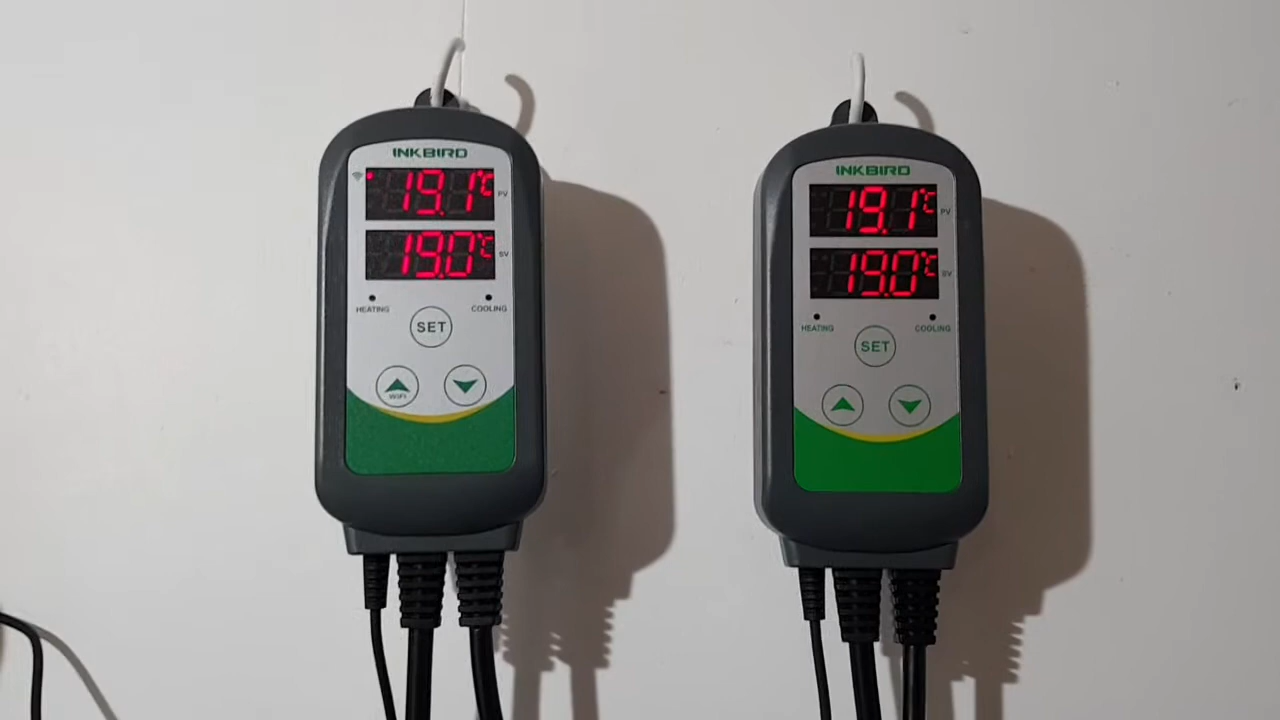 INKBIRD
19.1℃ PV
19.0℃ SV
HEATING COOLING
SET
WIFI
INKBIRD
19.1℃ PV
19.0℃ SV
HEATING COOLING
SET